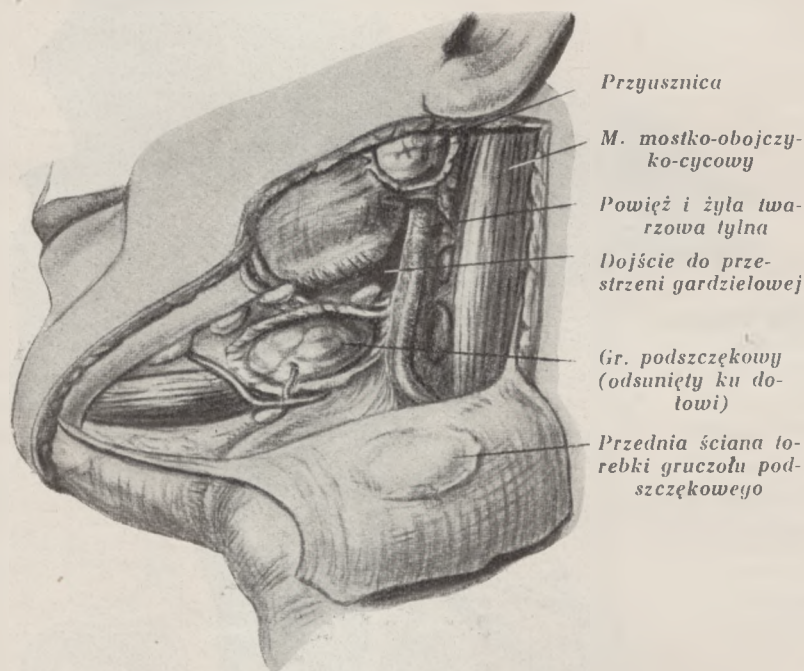 Przyusznica
M. mostko-obojczy-
ko-cycowy
Powięź i żyła twa-
rzowa tylna
Dojście do prze-
strzeni gardzielowej
Gr. podszczękowy
(odsunięty ku do-
łowi)
Przednia ściana to-
rebki gruczołu pod-
szczękowego